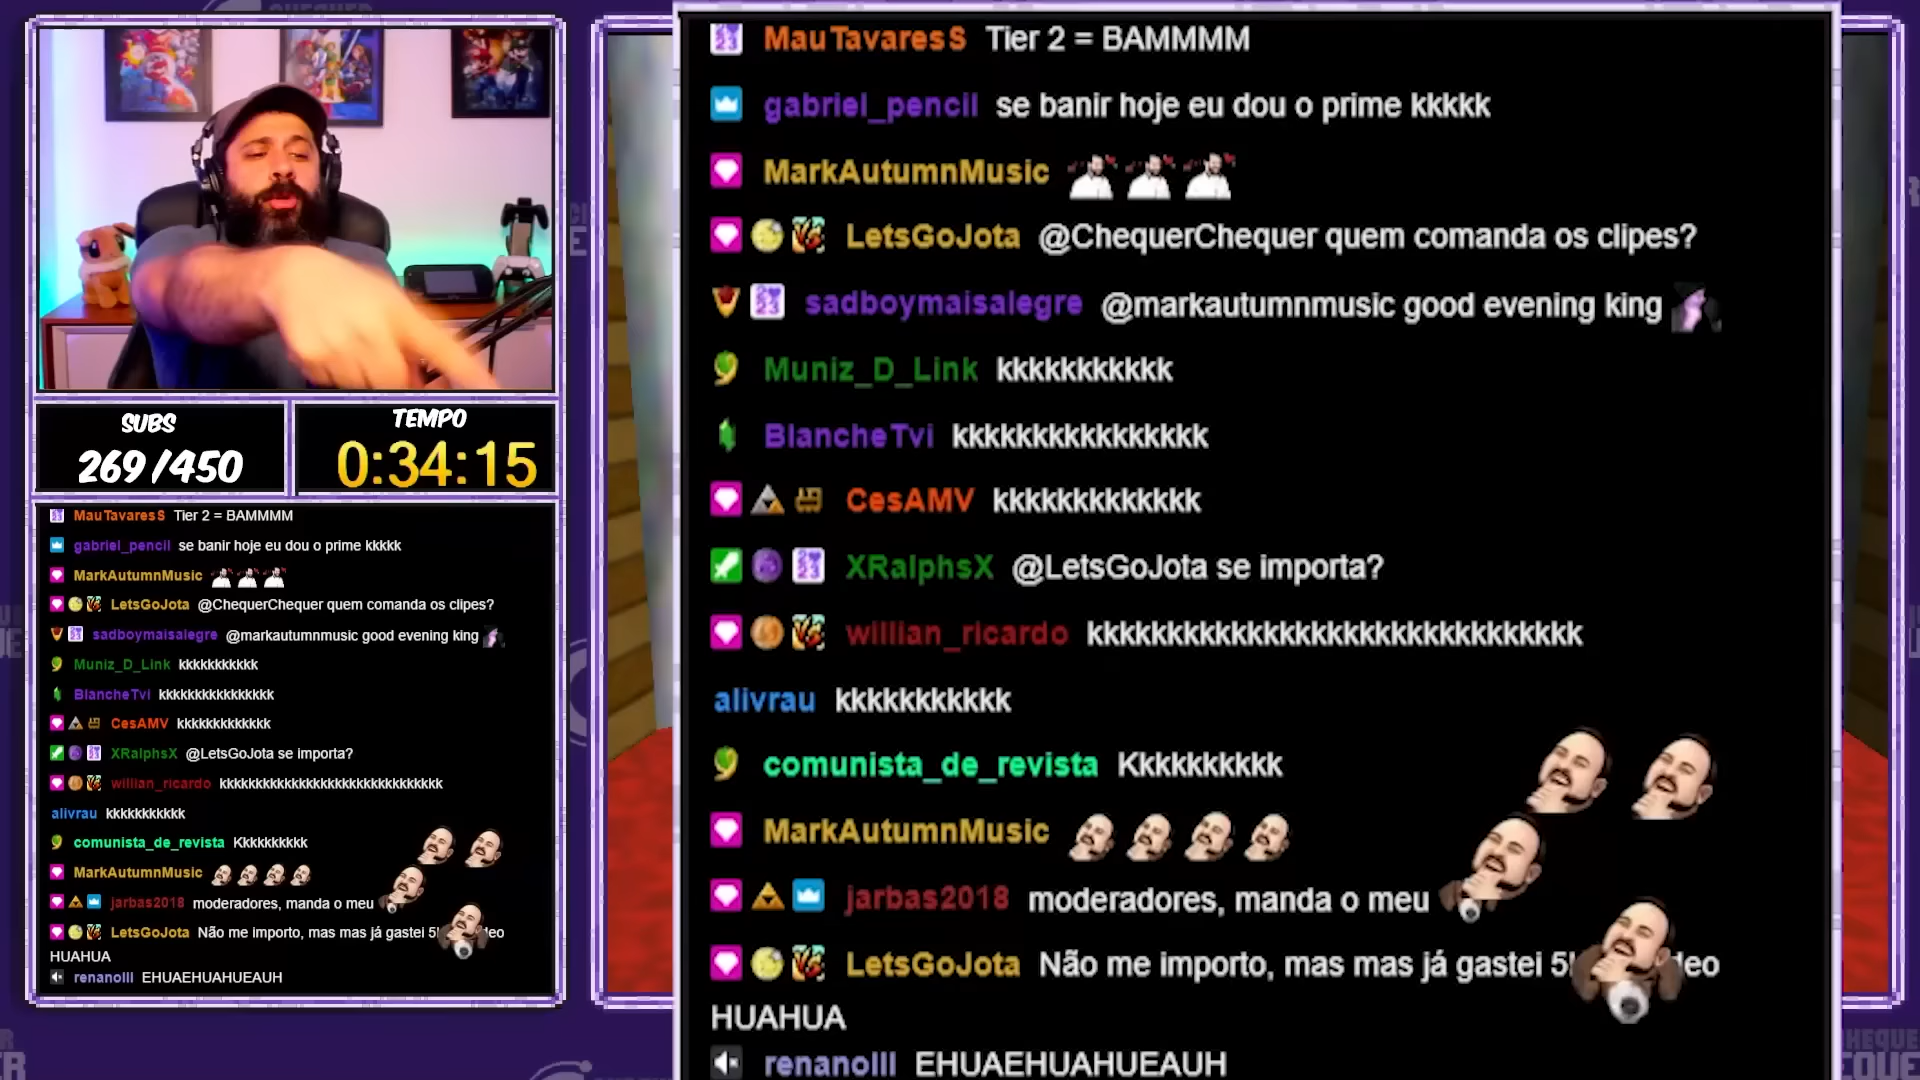 SUBS
269/450
TEMPO
0:34:15
MauTavaresS Tier 2 = BAMMMM
gabriel_pencil se banir hoje eu dou o prime kkkkk
MarkAutumnMusic
LetsGoJota @ChequerChequer quem comanda os clipes?
sadboymaisalegre @markautumnmusic good evening king
Muniz_D_Link kkkkkkkkkkk
BlancheTvi kkkkkkkkkkkkkkkk
CesAMV kkkkkkkkkkkkk
XRalphsX @LetsGoJota se importa?
willian_ricardo kkkkkkkkkkkkkkkkkkkkkkkkkkkkkkk
alivrau kkkkkkkkkkk
comunista_de_revista Kkkkkkkkkk
MarkAutumnMusic
jarbas2018 moderadores, manda o meu
LetsGoJota Não me importo, mas mas já gastei
HUAHUA
renanolll EHUAEHUAHUEAUH
MauTavaresS Tier 2 = BAMMMM
gabriel_pencil se banir hoje eu dou o prime kkkkk
MarkAutumnMusic
LetsGoJota @ChequerChequer quem comanda os clipes?
sadboymaisalegre @markautumnmusic good evening king
Muniz_D_Link kkkkkkkkkkk
BlancheTvi kkkkkkkkkkkkkkkk
CesAMV kkkkkkkkkkkkk
XRalphsX @LetsGoJota se importa?
willian_ricardo kkkkkkkkkkkkkkkkkkkkkkkkkkkkkkk
alivrau kkkkkkkkkkk
comunista_de_revista Kkkkkkkkkk
MarkAutumnMusic
jarbas2018 moderadores, manda o meu
LetsGoJota Não me importo, mas mas já gastei
HUAHUA
renanolll EHUAEHUAHUEAUH